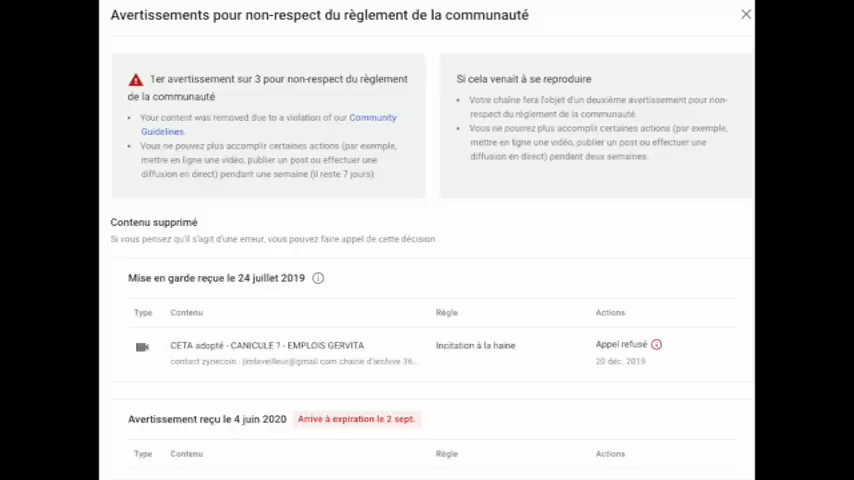 Avertissements pour non-respect du règlement de la communauté
1er avertissement sur 3 pour non-respect du règlement
de la communauté
Your content was removed due to a violation of our Community
Guidelines.
Vous ne pouvez plus accomplir certaines actions (par exemple,
mettre en ligne une vidéo, publier un post ou effectuer une
diffusion en direct) pendant une semaine (il reste 7 jours)
Si cela venait à se reproduire
Votre chaîne fera l'objet d'un deuxième avertissement pour non-
respect du règlement de la communauté
Vous ne pourrez plus accomplir certaines actions (par exemple,
mettre en ligne une vidéo, publier un post ou effectuer une
diffusion en direct) pendant deux semaines.
Contenu supprimé
Si vous pensez qu'il s'agit d'une erreur, vous pouvez faire appel de cette décision
Mise en garde reçue le 24 juillet 2019
Type Contenu Règle Actions
CETA adopté - CANICULE ? - EMPLOIS GERVITA Incitation à la haine Appel refusé
contact zynecoin : jimleveilleur@gmail com chaine d'archive 36... 20 déc. 2019
Avertissement reçu le 4 juin 2020 Arrive à expiration le 2 sept.
Type Contenu Règle Actions